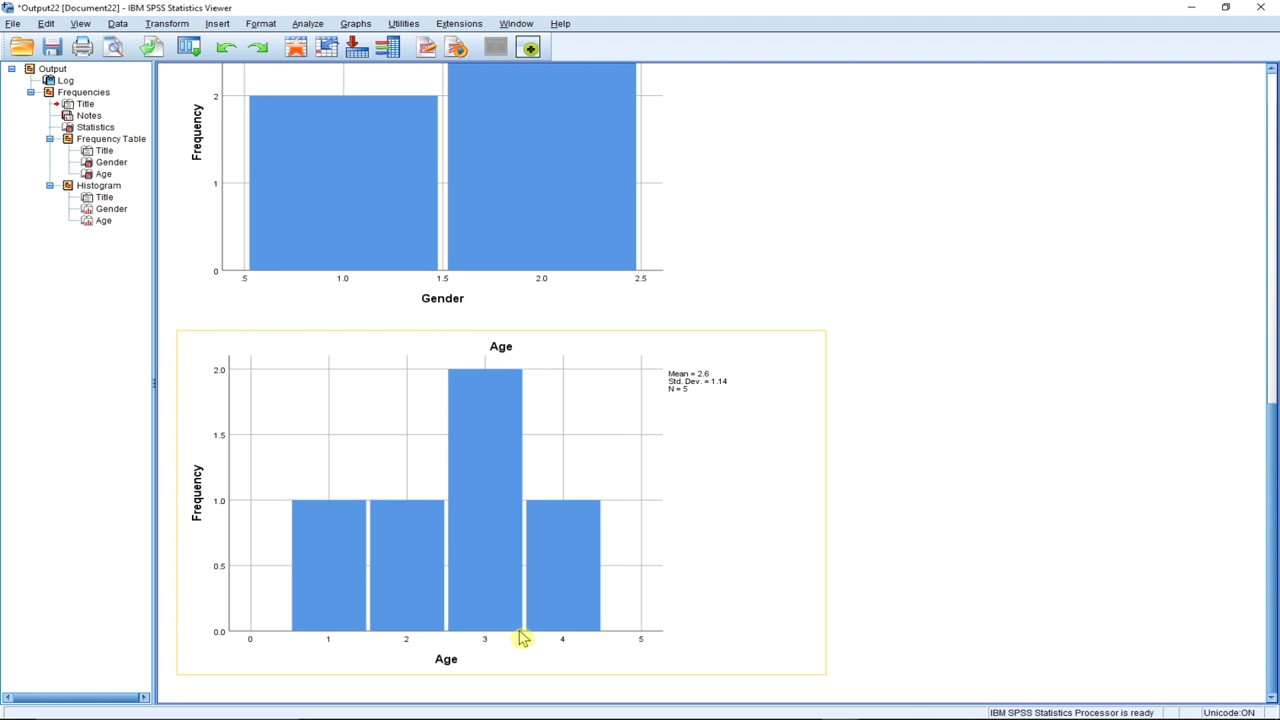 *Output22 [Document22] - IBM SPSS Statistics Viewer
File Edit View Data Transform Insert Format Analyze Graphs Utilities Extensions Window Help
Output
Log
Frequencies
Title
Notes
Statistics
Frequency Table
Title
Gender
Age
Histogram
Title
Gender
Age
Frequency
2
1
0
.5 1.0 1.5 2.0 2.5
Gender
Age
Mean = 2.6
Std. Dev. = 1.14
N = 5
Frequency
2.0
1.5
1.0
0.5
0.0
0 1 2 3 4 5
Age
IBM SPSS Statistics Processor is ready Unicode:ON